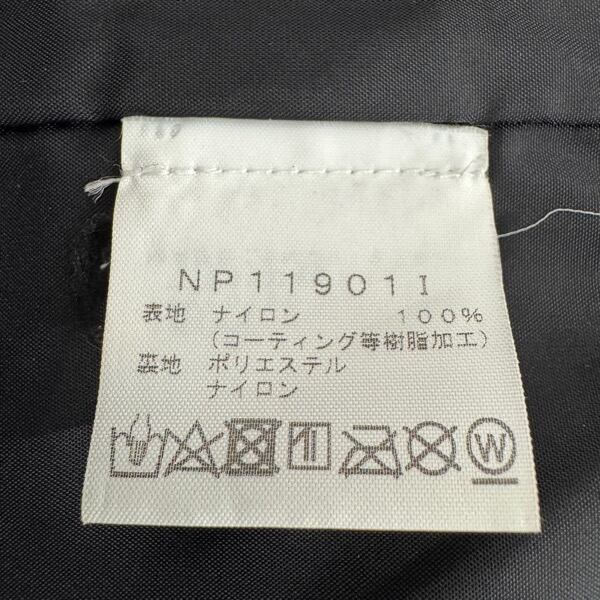 NP11901I
表地 ナイロン 100%
(コーティング等樹脂加工)
裏地 ポリエステル
ナイロン
W